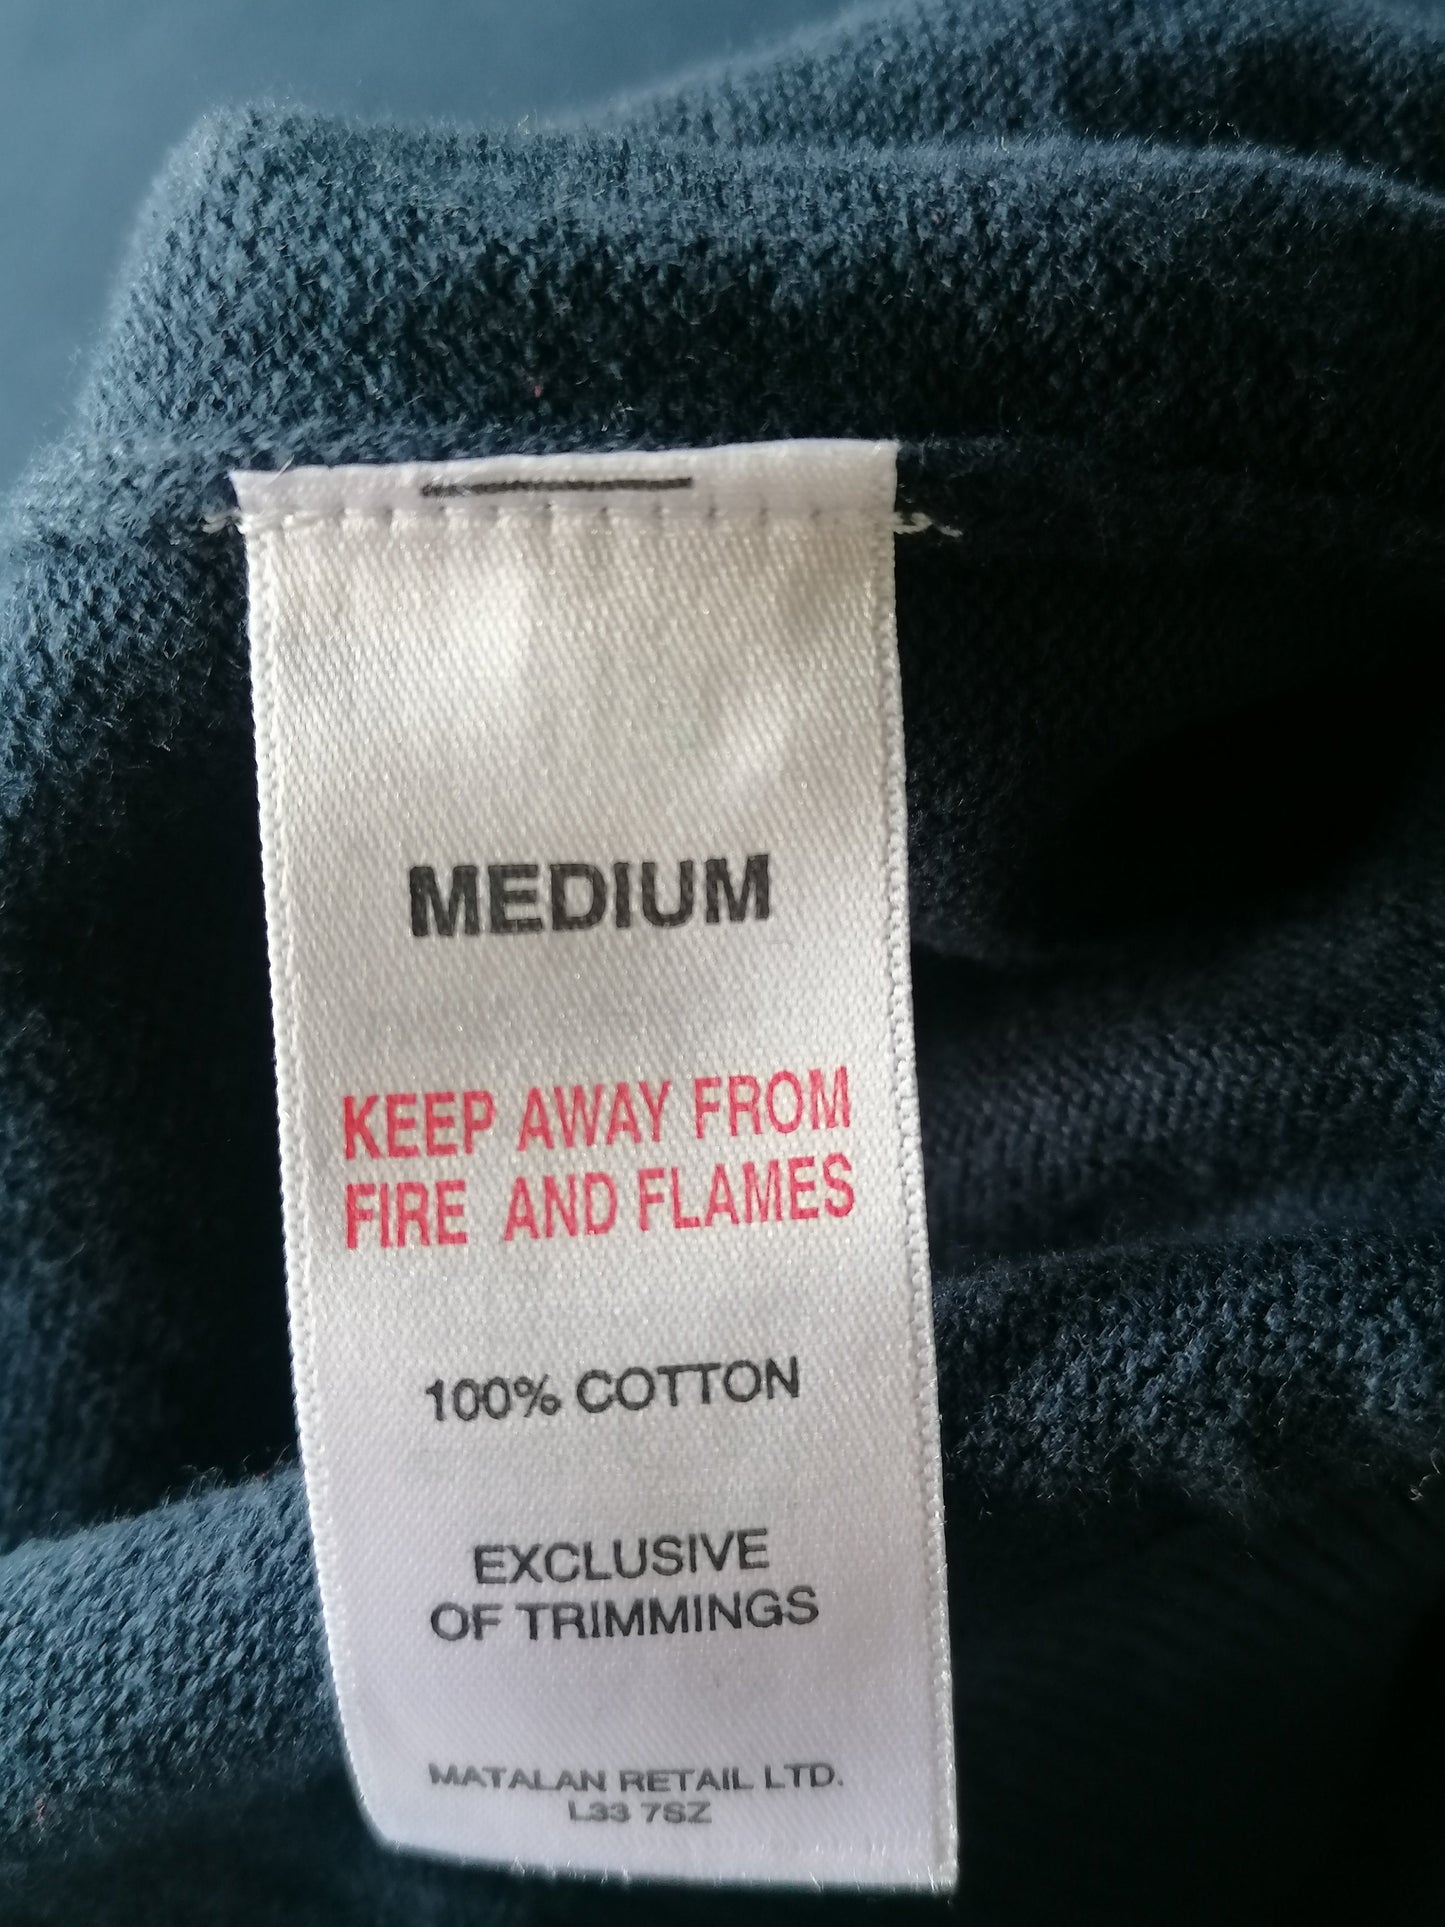 MEDIUM
KEEP AWAY FROM
FIRE AND FLAMES
100% COTTON
EXCLUSIVE
OF TRIMMINGS
MATALAN RETAIL LTD.
L33 7SZ